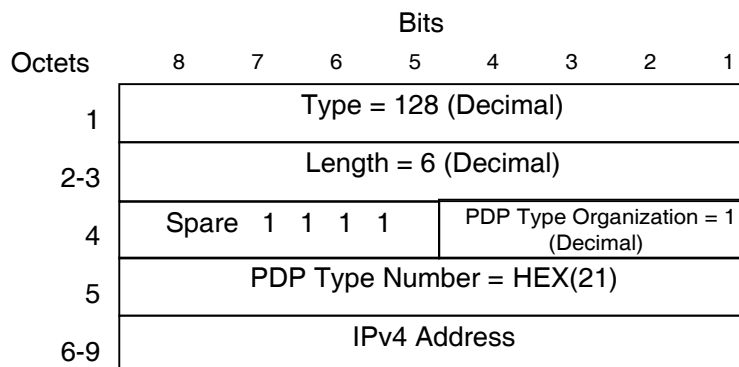 Bits
Octets 8 7 6 5 4 3 2 1
1 Type = 128 (Decimal)
2-3 Length = 6 (Decimal)
4 Spare 1 1 1 1 PDP Type Organization = 1
(Decimal)
5 PDP Type Number = HEX(21)
6-9 IPv4 Address